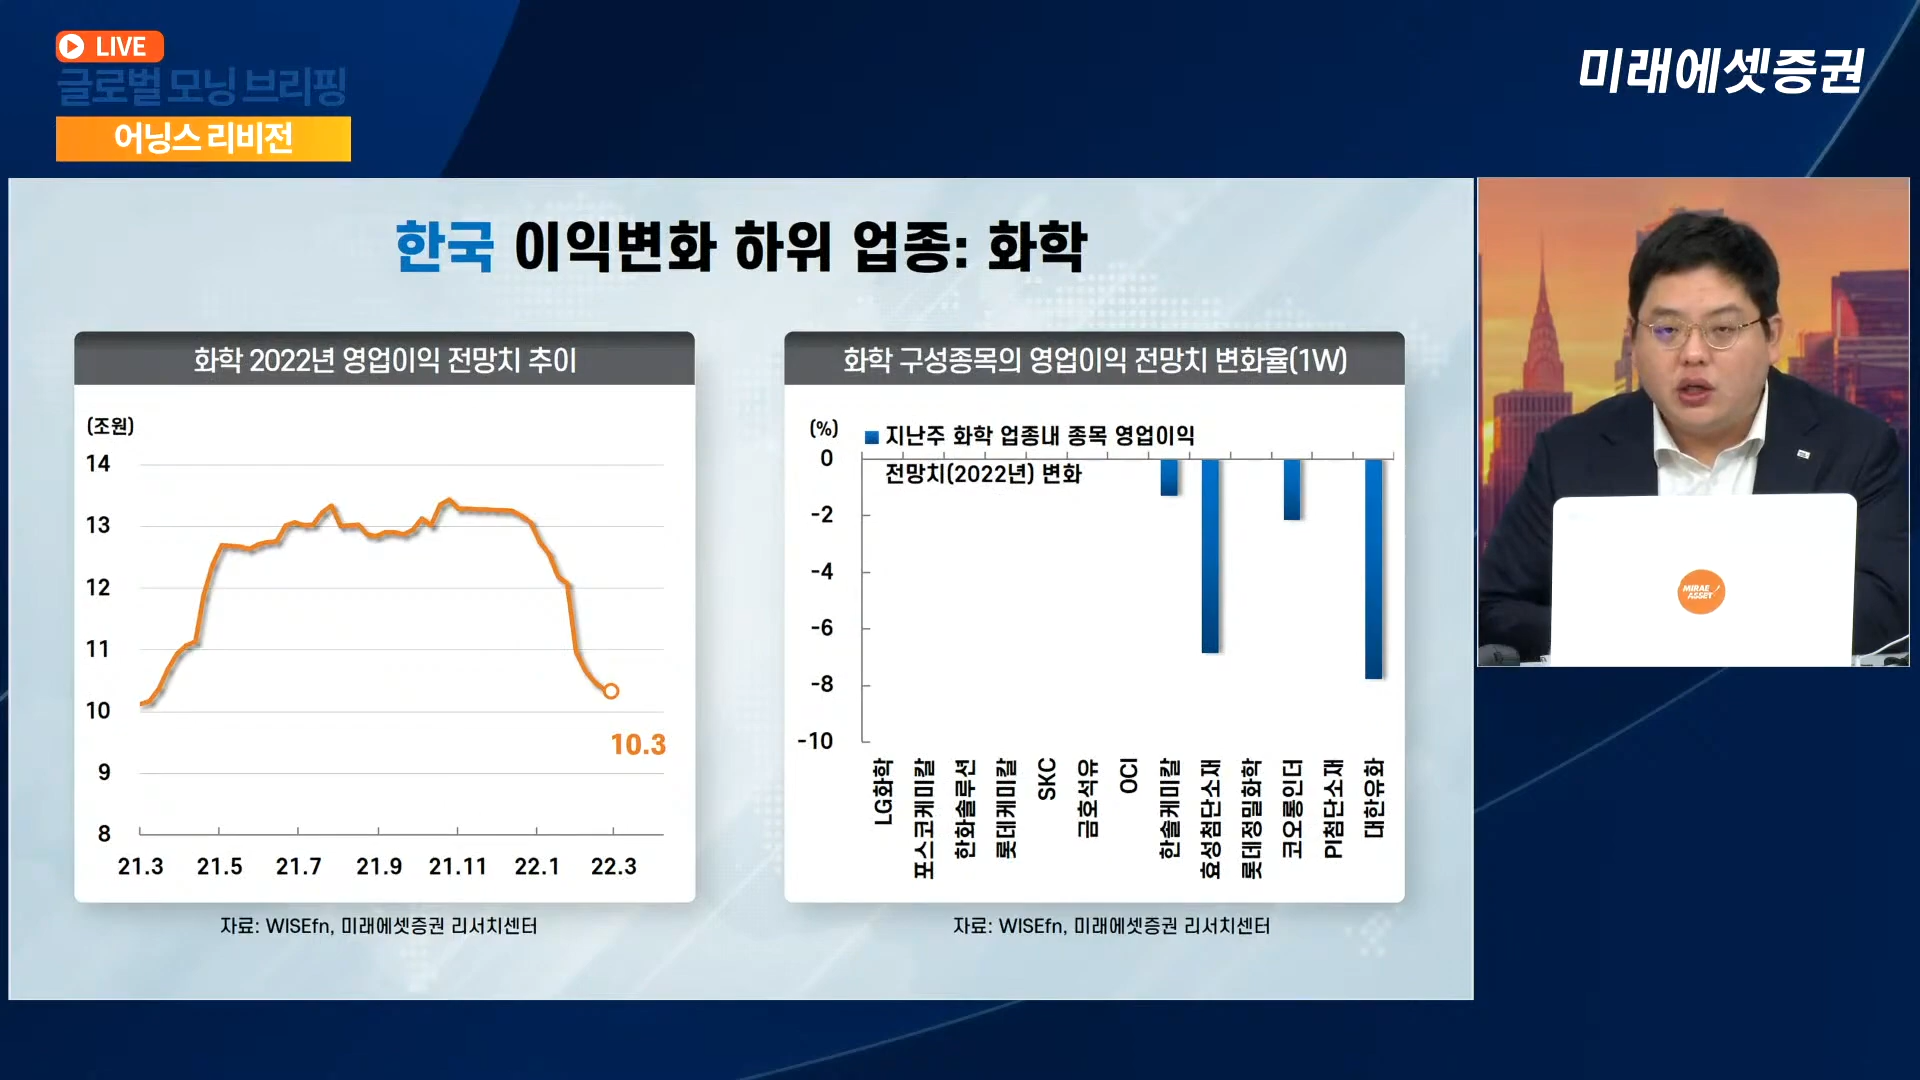 LIVE
글로벌 모닝 브리핑
어닝스 리비전
미래에셋증권
한국 이익변화 하위 업종: 화학
화학 2022년 영업이익 전망치 추이
(조원)
14
13
12
11
10
9
8
10.3
21.3 21.5 21.7 21.9 21.11 22.1 22.3
자료: WISEfn, 미래에셋증권 리서치센터
화학 구성종목의 영업이익 전망치 변화율(1W)
(%)
지난주 화학 업종내 종목 영업이익
전망치(2022년) 변화
0
-2
-4
-6
-8
-10
LG화학
포스코케미칼
한화솔루션
롯데케미칼
SKC
금호석유
OCI
한솔케미칼
효성첨단소재
롯데정밀화학
코오롱인더
PI첨단소재
대한유화
자료: WISEfn, 미래에셋증권 리서치센터
MIRAE
ASSET